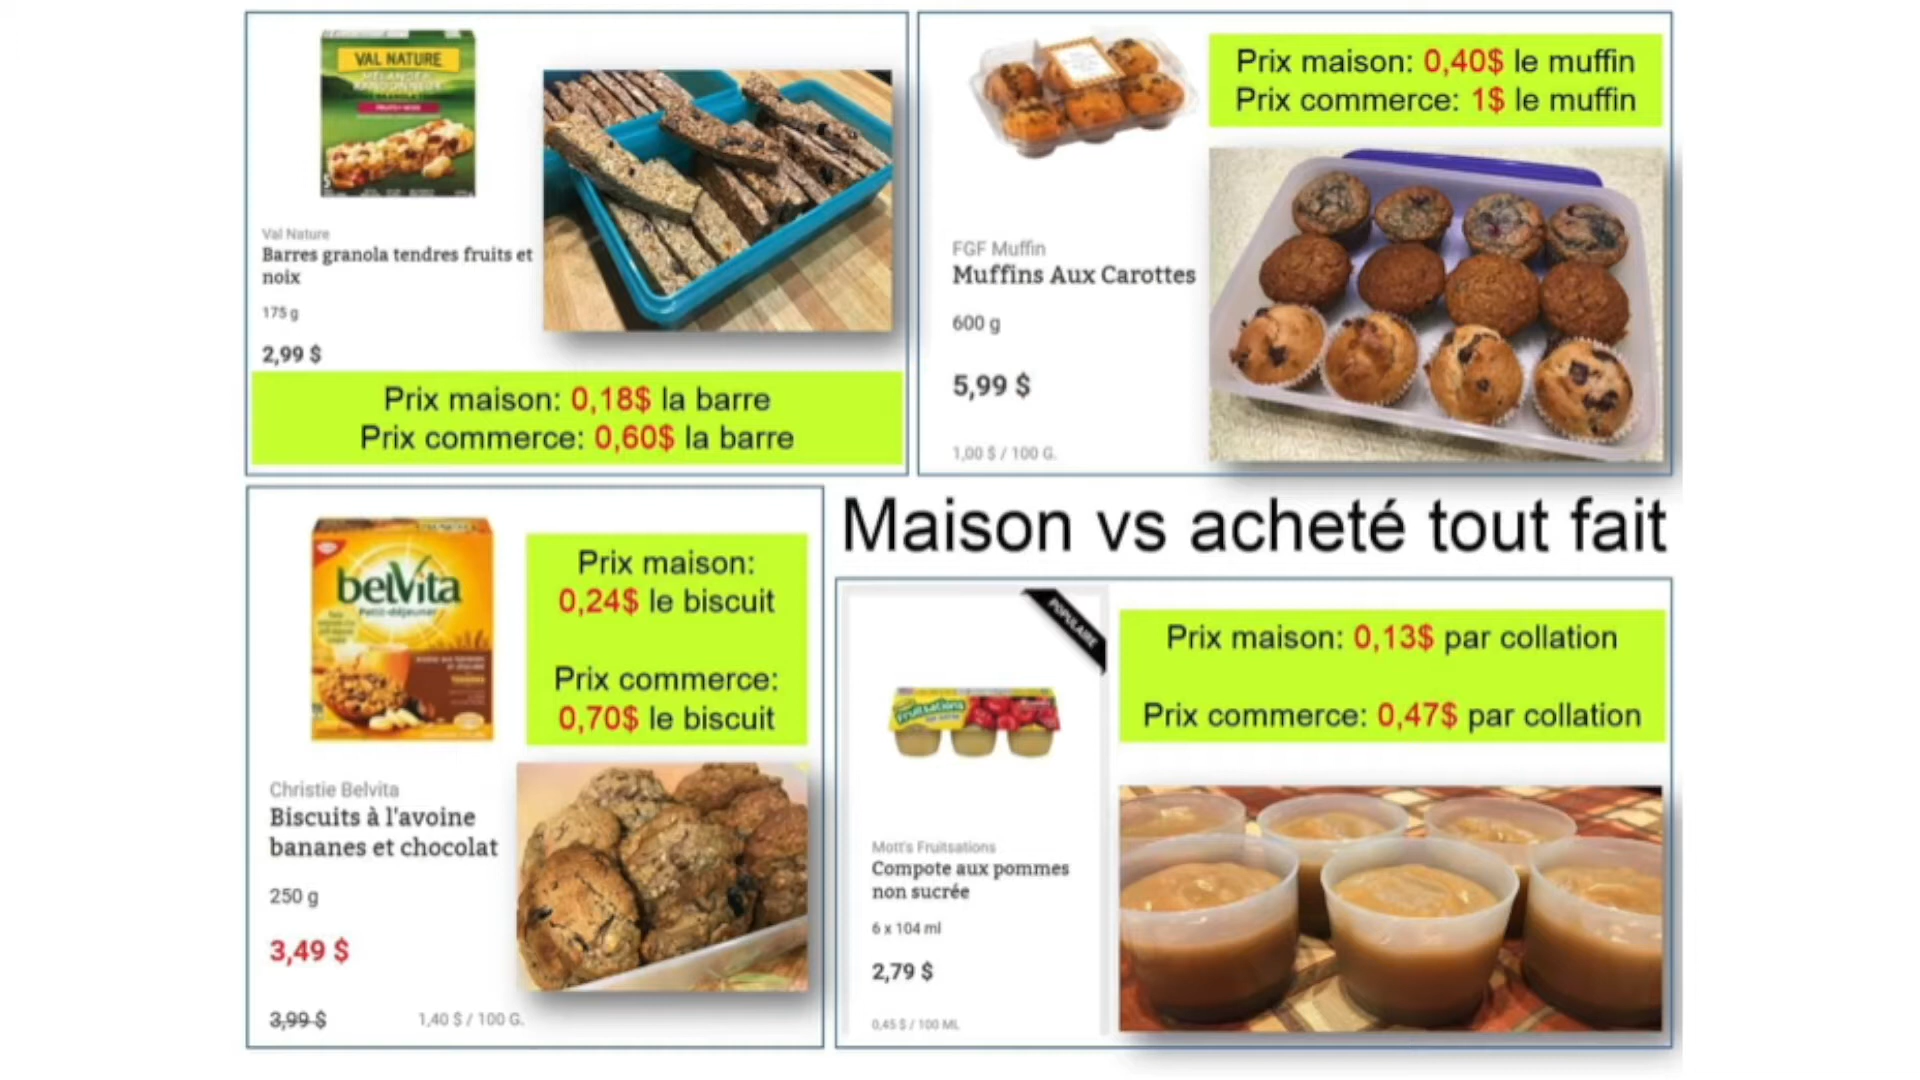 VAL NATURE
MÉLANGES
RANDONNEUR
Val Nature
Barres granola tendres fruits et
noix
175 g
2,99 $
Prix maison: 0,18$ la barre
Prix commerce: 0,60$ la barre
FGF Muffin
Muffins Aux Carottes
600 g
5,99 $
1,00 $ / 100 G.
Prix maison: 0,40$ le muffin
Prix commerce: 1$ le muffin
Maison vs acheté tout fait
belVita
Petit-déjeuner
Christie Belvita
Biscuits à l'avoine
bananes et chocolat
250 g
3,49 $
3,99 $
1,40 $ / 100 G.
Prix maison:
0,24$ le biscuit
Prix commerce:
0,70$ le biscuit
POPULAIRE
Fruitsations
Mott's Fruitsations
Compote aux pommes
non sucrée
6 x 104 ml
2,79 $
0,45 $ / 100 ML
Prix maison: 0,13$ par collation
Prix commerce: 0,47$ par collation